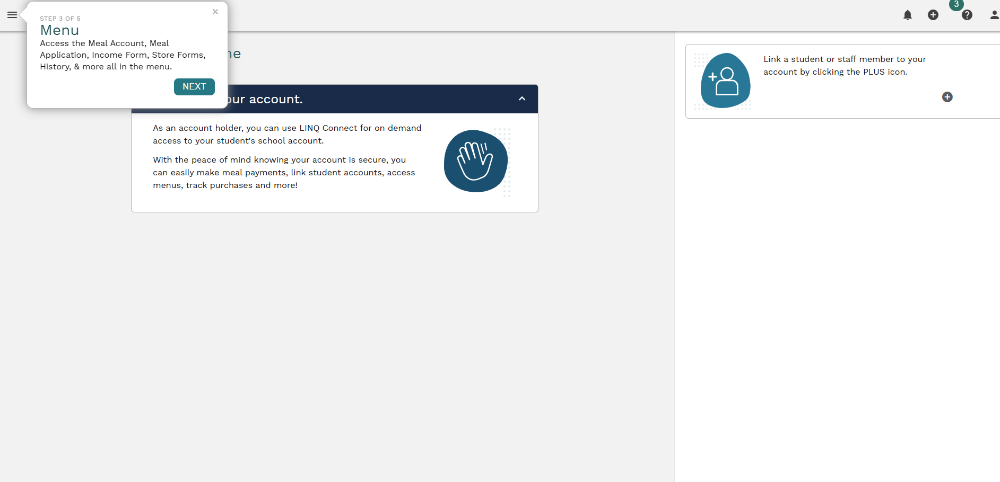 3
STEP 3 OF 5
Menu
Access the Meal Account, Meal
Application, Income Form, Store Forms,
History, & more all in the menu.
NEXT
account.
As an account holder, you can use LINQ Connect for on demand
access to your student's school account.
With the peace of mind knowing your account is secure, you
can easily make meal payments, link student accounts, access
menus, track purchases and more!
Link a student or staff member to your
account by clicking the PLUS icon.